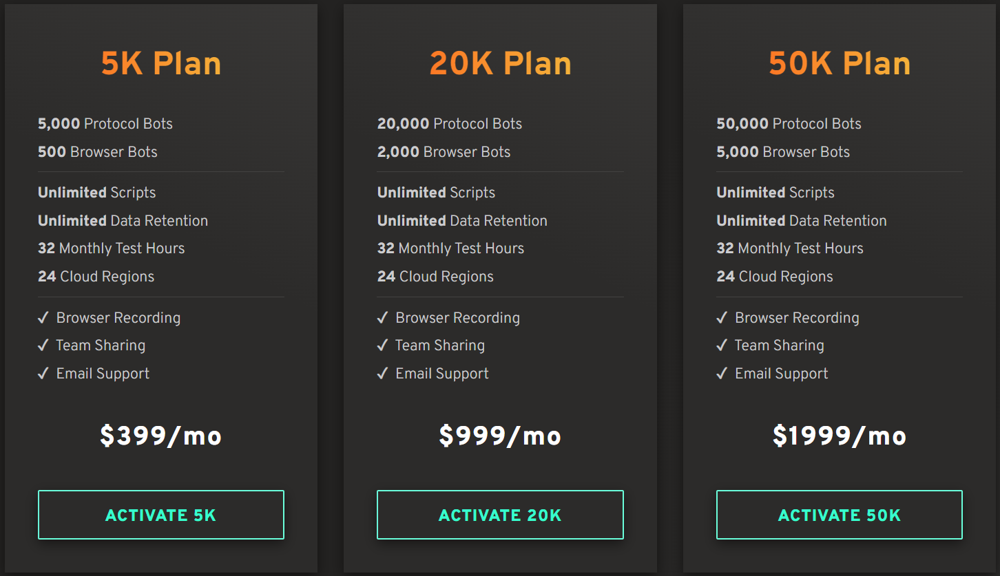 5K Plan
5,000 Protocol Bots
500 Browser Bots
Unlimited Scripts
Unlimited Data Retention
32 Monthly Test Hours
24 Cloud Regions
✓ Browser Recording
✓ Team Sharing
✓ Email Support
$399/mo
ACTIVATE 5K
20K Plan
20,000 Protocol Bots
2,000 Browser Bots
Unlimited Scripts
Unlimited Data Retention
32 Monthly Test Hours
24 Cloud Regions
✓ Browser Recording
✓ Team Sharing
✓ Email Support
$999/mo
ACTIVATE 20K
50K Plan
50,000 Protocol Bots
5,000 Browser Bots
Unlimited Scripts
Unlimited Data Retention
32 Monthly Test Hours
24 Cloud Regions
✓ Browser Recording
✓ Team Sharing
✓ Email Support
$1999/mo
ACTIVATE 50K